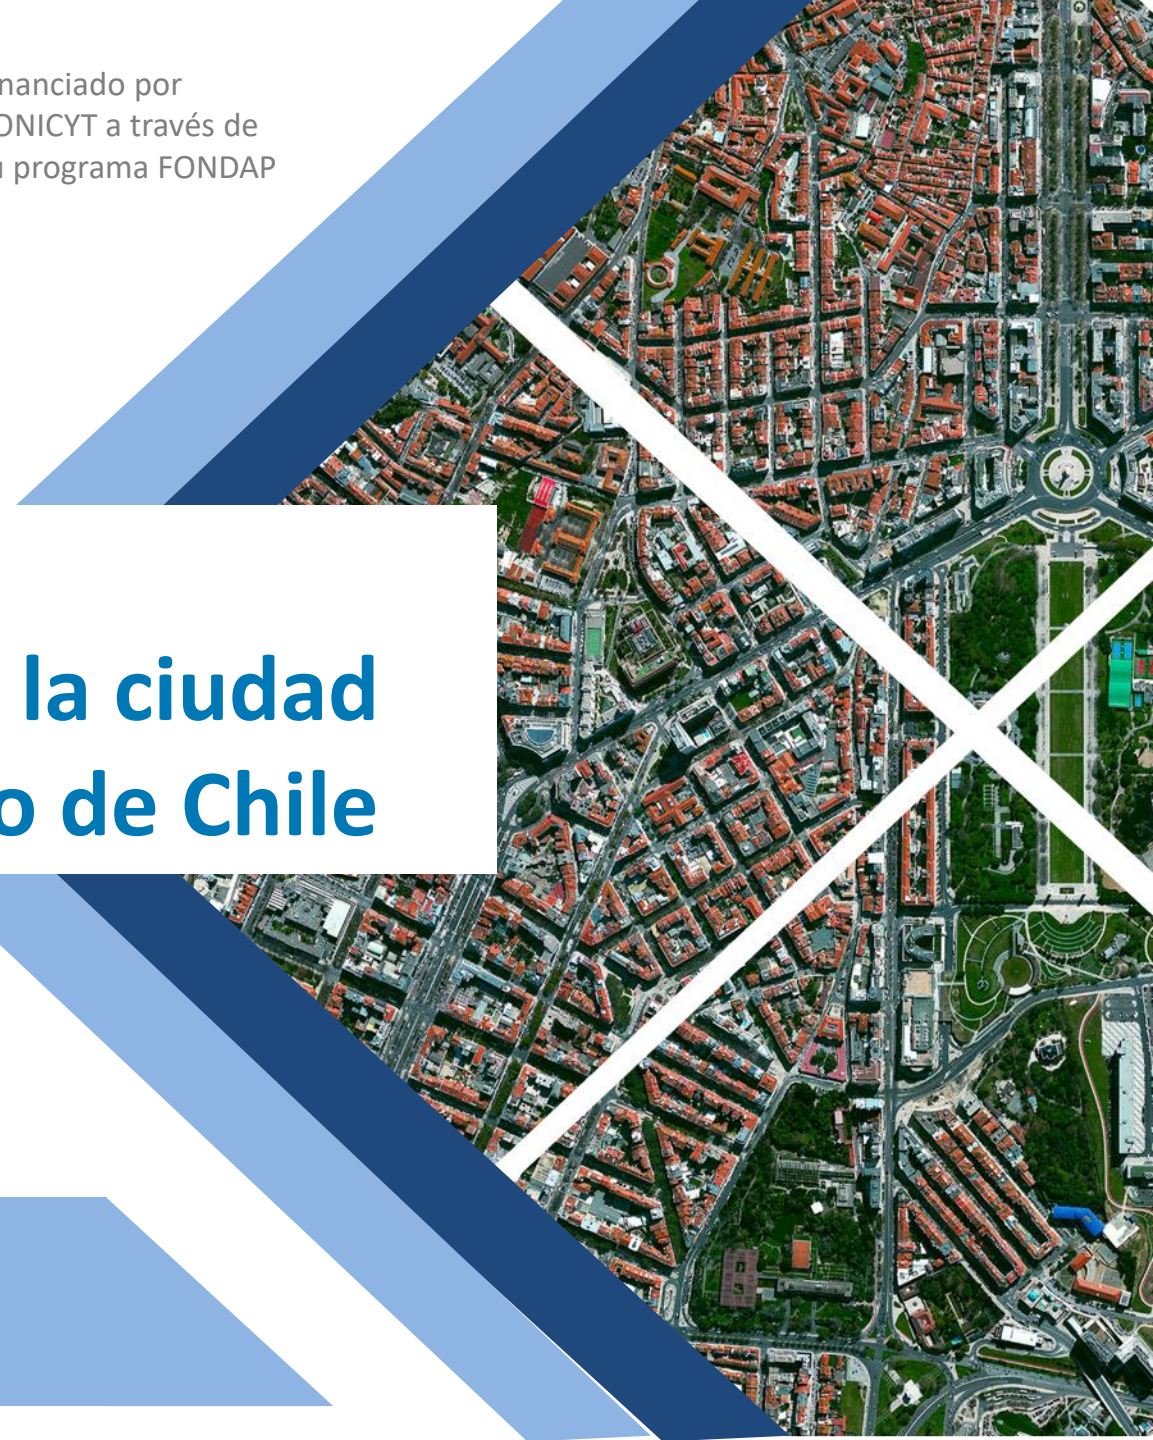 nanciado por
ONICYT a través de
programa FONDAP
la ciudad
o de Chile